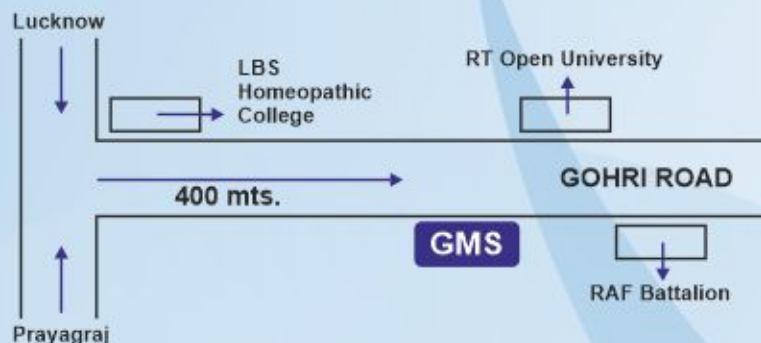 Lucknow
LBS
Homeopathic
College
RT Open University
400 mts.
GOHRI ROAD
GMS
RAF Battalion
Prayagraj